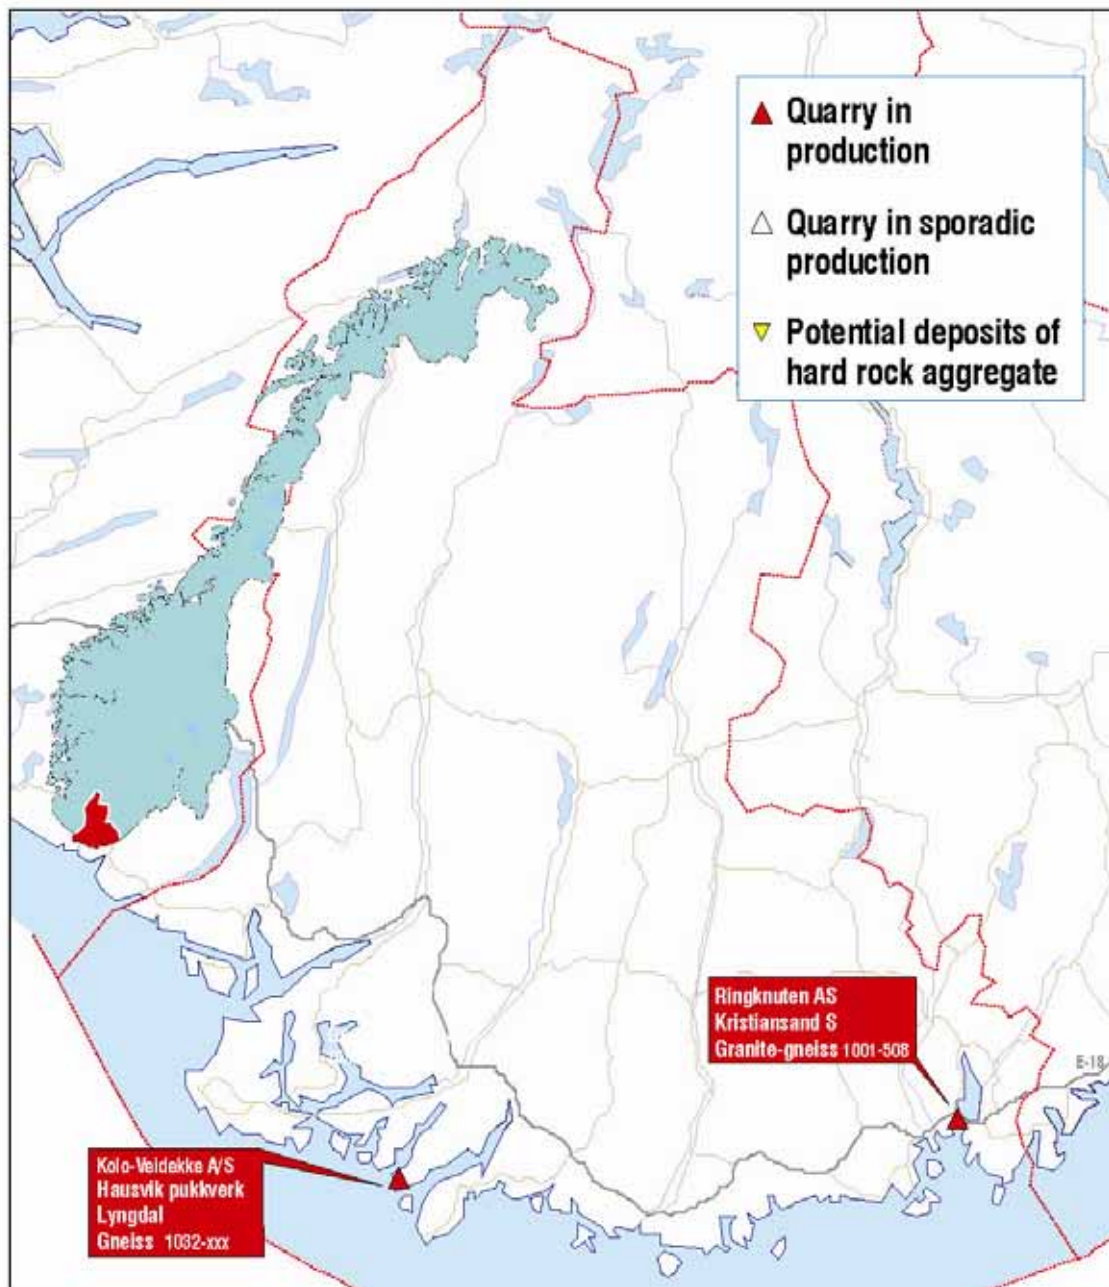 Quarry in
production
Quarry in sporadic
production
Potential deposits of
hard rock aggregate
Ringknuten AS
Kristiansand S
Granite-gneiss 1001-508
E-18
Kolo-Veidekke A/S
Hausvik pukkverk
Lyngdal
Gneiss 1032-xxx